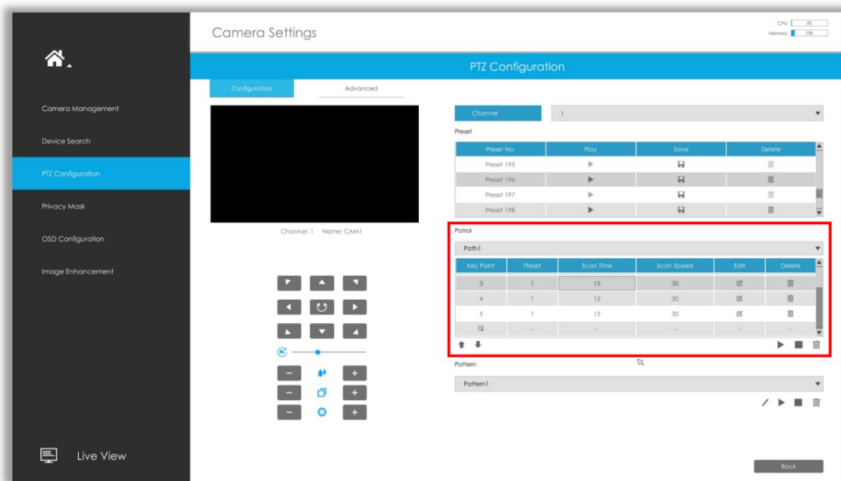 Camera Settings
CPU
Memory
PTZ Configuration
Camera Management
Device Search
PTZ Configuration
Privacy Mask
OSD Configuration
Image Enhancement
Live View
Configuration Advanced
Channel: 1 Name: CAM1
Channel 1
Preset
Preset No. Play Save Delete
Preset 195
Preset 196
Preset 197
Preset 198
Patrol
Path1
Key Point Preset Scan Time Scan Speed Edit Delete
3 1 15 30
4 1 15 30
5 1 15 30
- - - - -
Pattern
Pattern1
Back